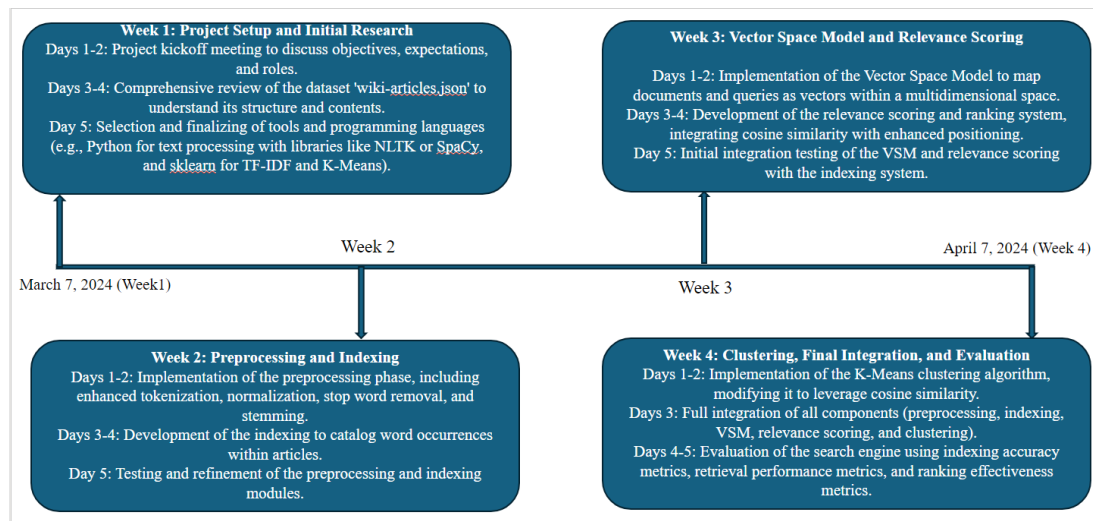 Week 1: Project Setup and Initial Research
Days 1-2: Project kickoff meeting to discuss objectives, expectations,
and roles.
Days 3-4: Comprehensive review of the dataset 'wiki-articles.json' to
understand its structure and contents.
Day 5: Selection and finalizing of tools and programming languages
(e.g., Python for text processing with libraries like NLTK or SpaCy,
and sklearn for TF-IDF and K-Means).
Week 3: Vector Space Model and Relevance Scoring
Days 1-2: Implementation of the Vector Space Model to map
documents and queries as vectors within a multidimensional space.
Days 3-4: Development of the relevance scoring and ranking system,
integrating cosine similarity with enhanced positioning.
Day 5: Initial integration testing of the VSM and relevance scoring
with the indexing system.
Week 2
April 7, 2024 (Week 4)
March 7, 2024 (Week1)
Week 3
Week 2: Preprocessing and Indexing
Days 1-2: Implementation of the preprocessing phase, including
enhanced tokenization, normalization, stop word removal, and
stemming.
Days 3-4: Development of the indexing to catalog word occurrences
within articles.
Day 5: Testing and refinement of the preprocessing and indexing
modules.
Week 4: Clustering, Final Integration, and Evaluation
Days 1-2: Implementation of the K-Means clustering algorithm,
modifying it to leverage cosine similarity.
Days 3: Full integration of all components (preprocessing, indexing,
VSM, relevance scoring, and clustering).
Days 4-5: Evaluation of the search engine using indexing accuracy
metrics, retrieval performance metrics, and ranking effectiveness
metrics.